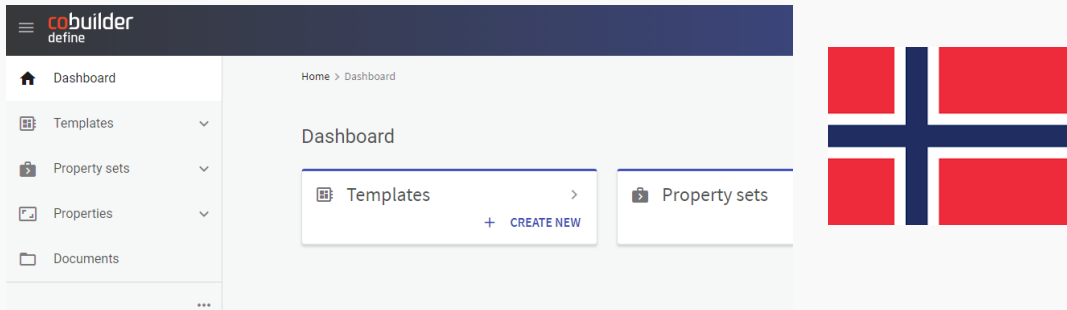 cobuilder
define
Dashboard
Home > Dashboard
Templates
Dashboard
Property sets
Templates
Property sets
+ CREATE NEW
Properties
Documents